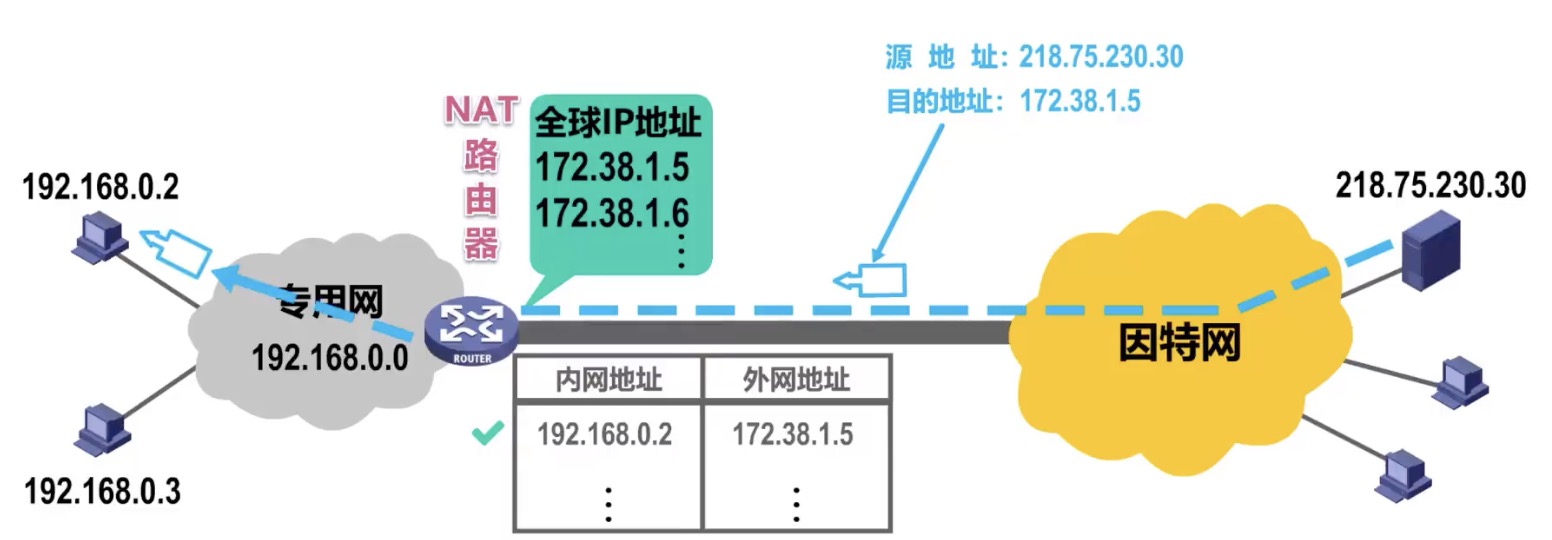 源 地 址：218.75.230.30
目的地址：172.38.1.5
NAT
路
由
器
全球IP地址
172.38.1.5
172.38.1.6
⋮
192.168.0.2
218.75.230.30
专用网
192.168.0.0
ROUTER
因特网
内网地址 外网地址
192.168.0.2 172.38.1.5
⋮ ⋮
192.168.0.3